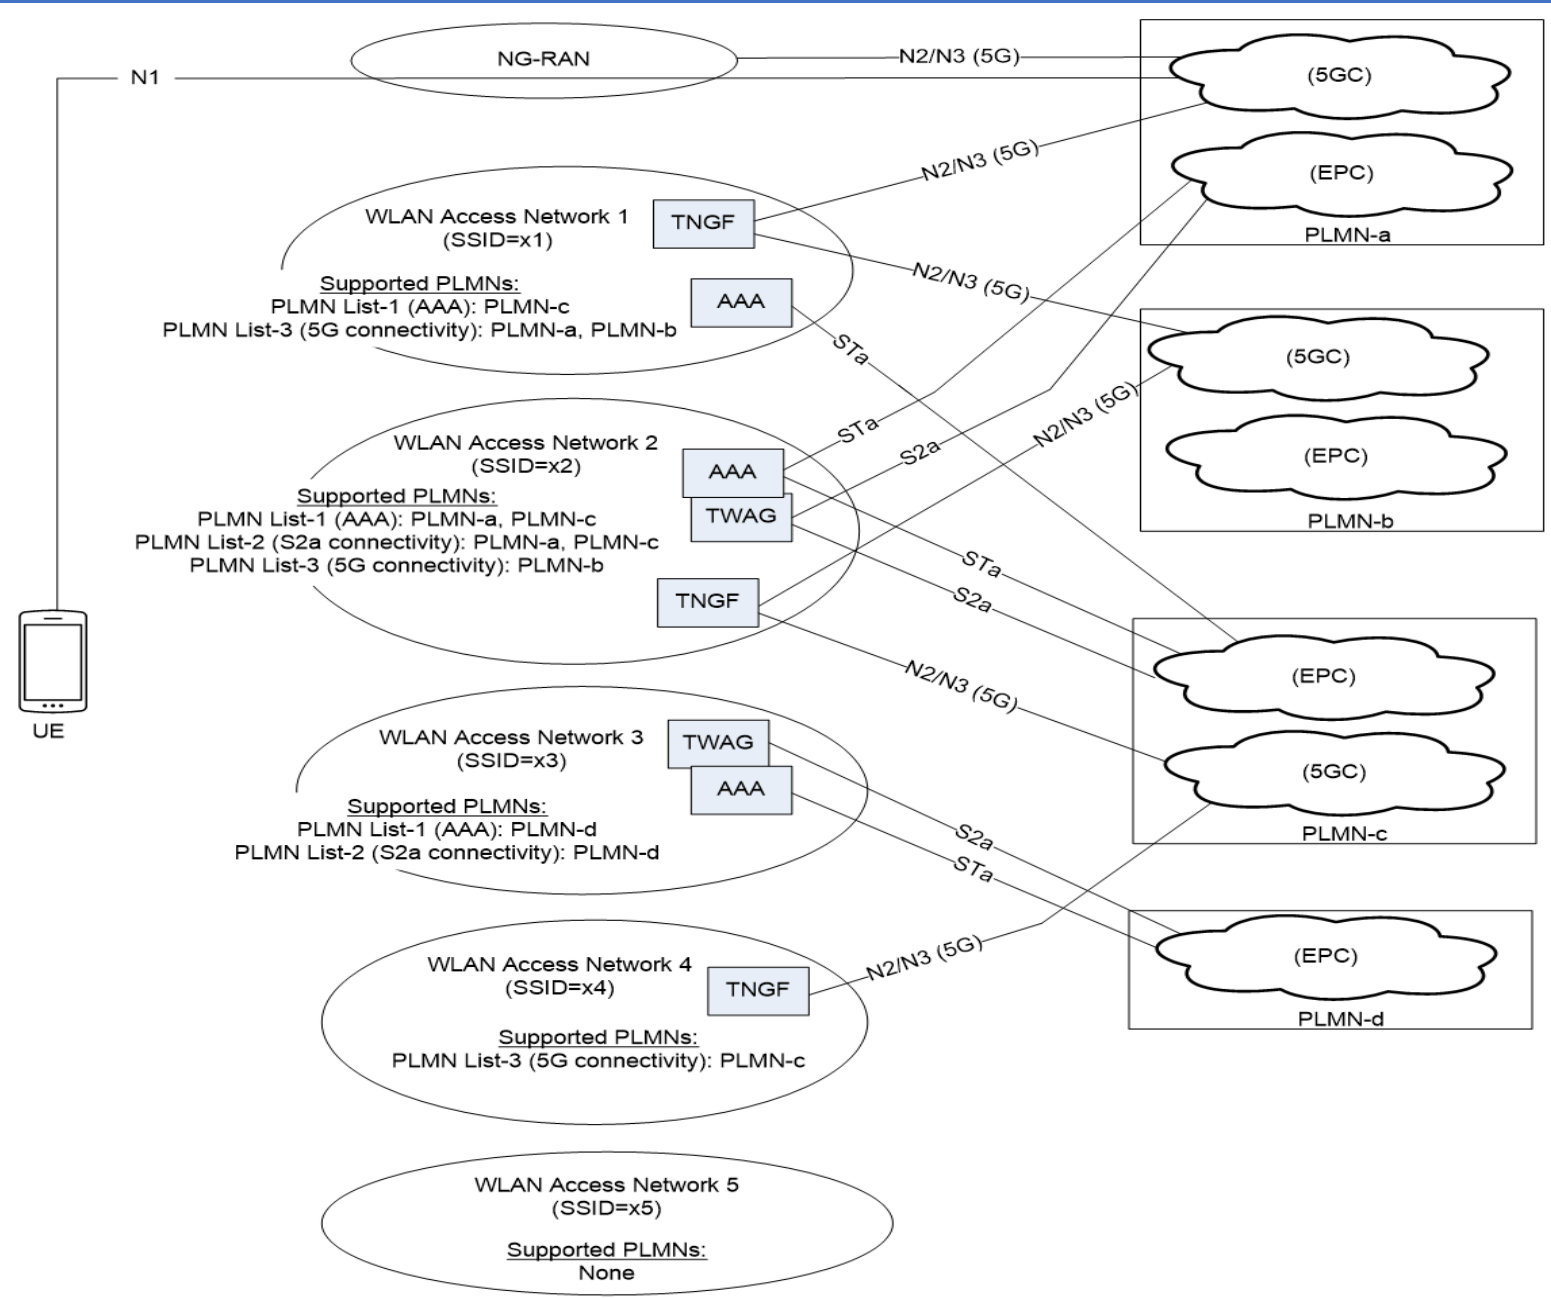 NG-RAN
N2/N3 (5G)
(5GC)
N1
(EPC)
PLMN-a
N2/N3 (5G)
WLAN Access Network 1
(SSID=x1)
TNGF
Supported PLMNs:
PLMN List-1 (AAA): PLMN-c
PLMN List-3 (5G connectivity): PLMN-a, PLMN-b
AAA
N2/N3 (5G)
STa
(5GC)
(EPC)
PLMN-b
STa
S2a
N2/N3 (5G)
WLAN Access Network 2
(SSID=x2)
AAA
TWAG
Supported PLMNs:
PLMN List-1 (AAA): PLMN-a, PLMN-c
PLMN List-2 (S2a connectivity): PLMN-a, PLMN-c
PLMN List-3 (5G connectivity): PLMN-b
TNGF
STa
S2a
N2/N3 (5G)
(EPC)
(5GC)
PLMN-c
UE
WLAN Access Network 3
(SSID=x3)
TWAG
AAA
Supported PLMNs:
PLMN List-1 (AAA): PLMN-d
PLMN List-2 (S2a connectivity): PLMN-d
S2a
STa
(EPC)
PLMN-d
WLAN Access Network 4
(SSID=x4)
TNGF
N2/N3 (5G)
Supported PLMNs:
PLMN List-3 (5G connectivity): PLMN-c
WLAN Access Network 5
(SSID=x5)
Supported PLMNs:
None